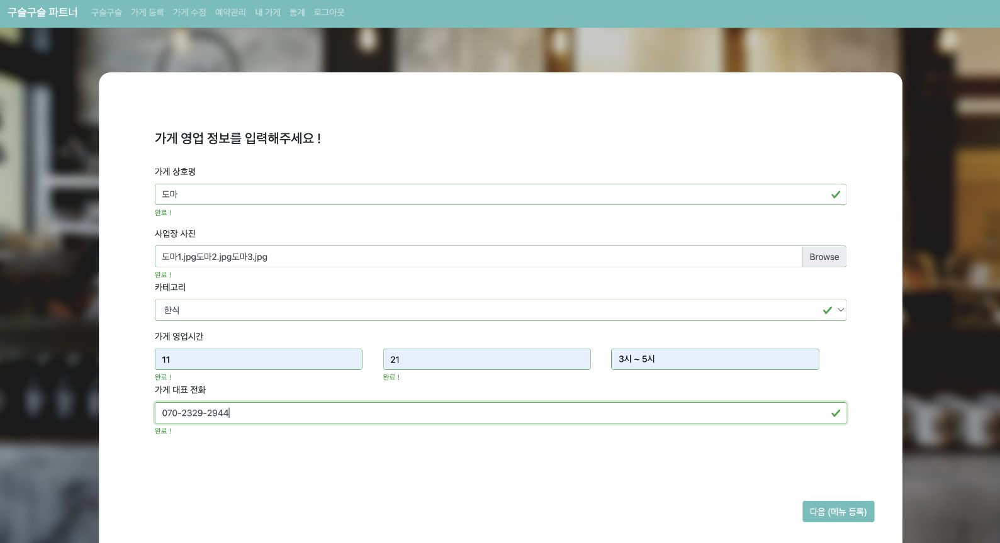 구슬구슬 파트너 구슬구슬 가게 등록 가게 수정 예약관리 내 가게 통계 로그아웃
가게 영업 정보를 입력해주세요 !
가게 상호명
도마
완료 !
사업장 사진
도마1.jpg도마2.jpg도마3.jpg Browse
완료 !
카테고리
한식
가게 영업시간
11 21 3시 ~ 5시
완료 ! 완료 !
가게 대표 전화
070-2329-2944
완료 !
다음 (메뉴 등록)